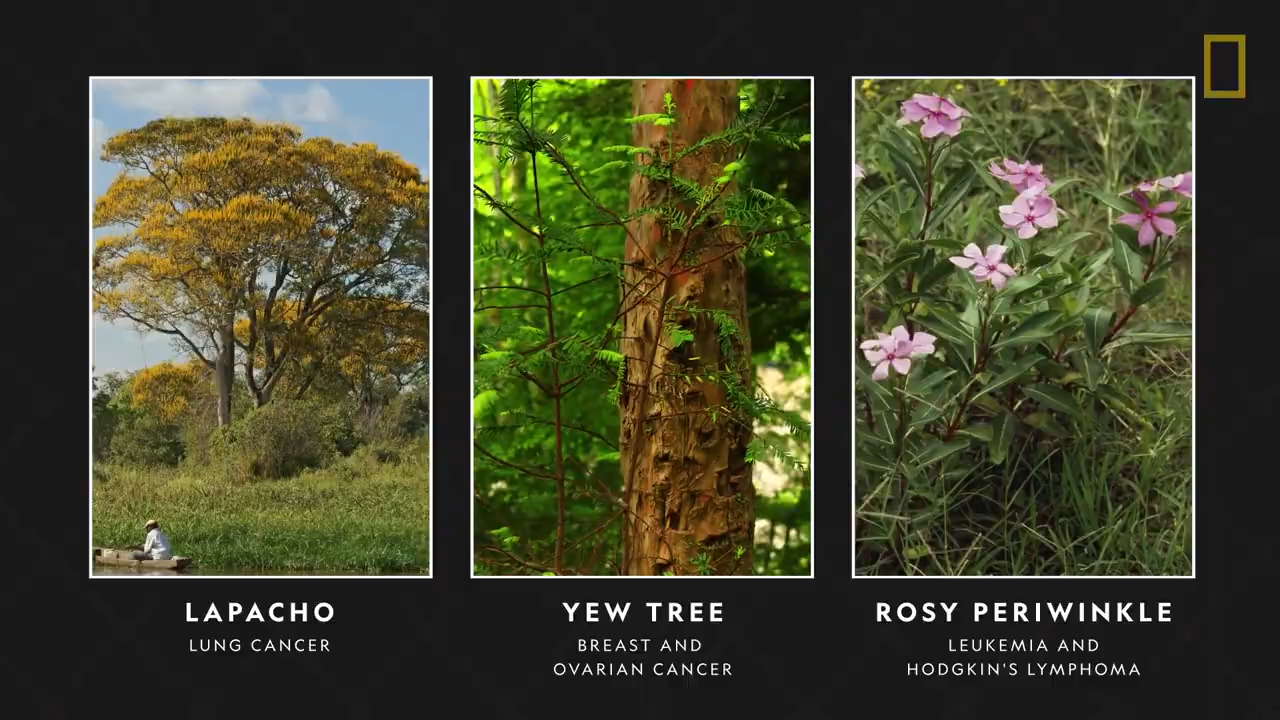 LAPACHO
LUNG CANCER
YEW TREE
BREAST AND
OVARIAN CANCER
ROSY PERIWINKLE
LEUKEMIA AND
HODGKIN'S LYMPHOMA